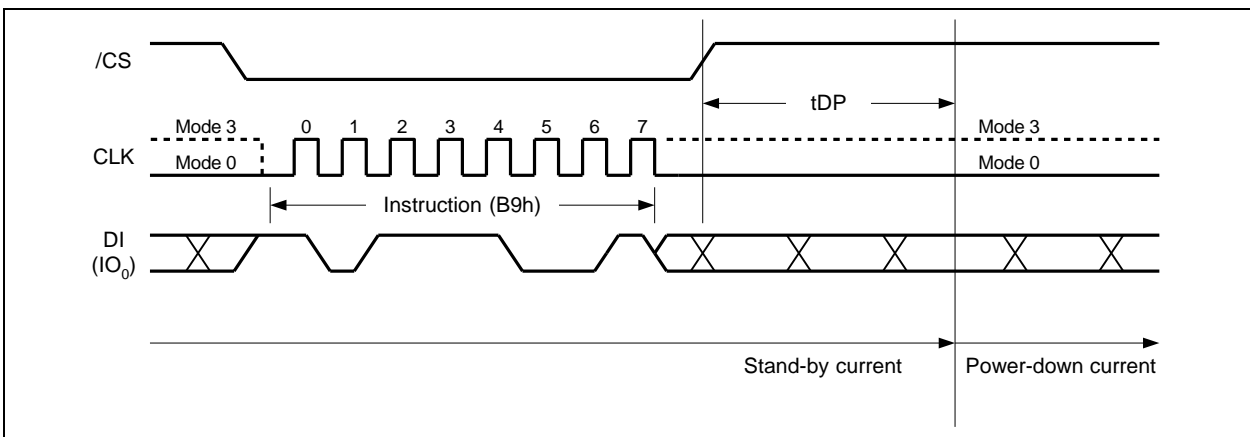 /CS
tDP
Mode 3 0 1 2 3 4 5 6 7 Mode 3
CLK
Mode 0 Mode 0
Instruction (B9h)
DI
(IO0)
Stand-by current Power-down current